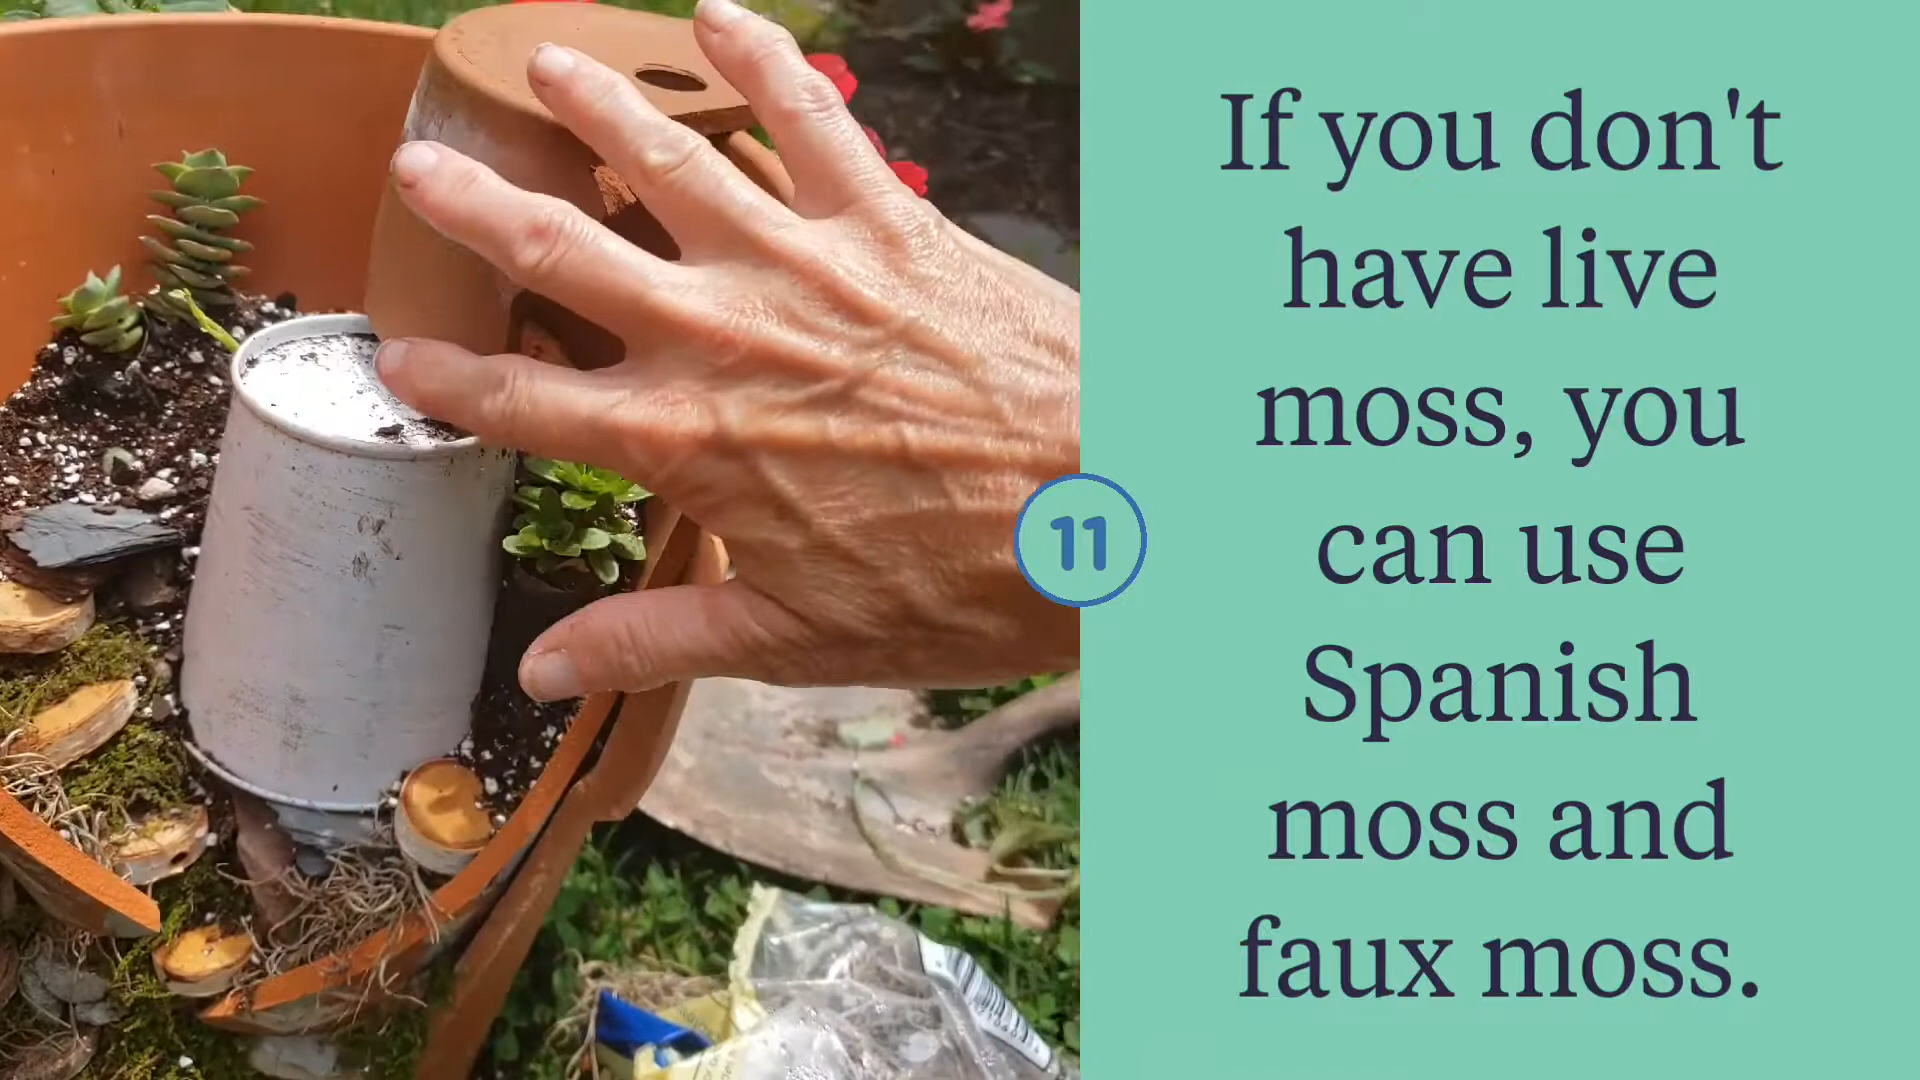 If you don't
have live
moss, you
can use
Spanish
moss and
faux moss.
11